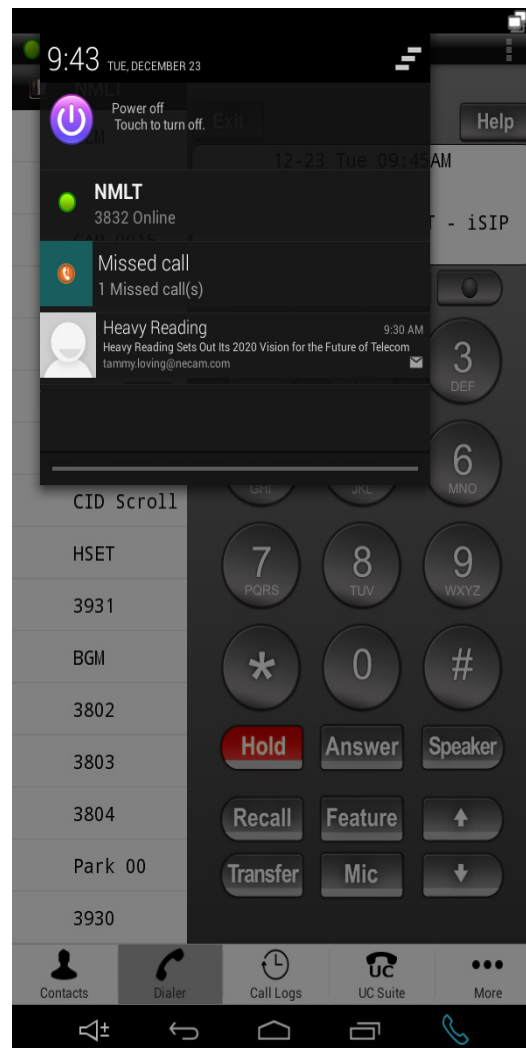 9:43 TUE, DECEMBER 23
NMLT
Power off
Touch to turn off.
Exit
Help
12-23 Tue 09:45AM
NMLT
3832 Online
T - iSIP
Missed call
1 Missed call(s)
Heavy Reading 9:30 AM
Heavy Reading Sets Out Its 2020 Vision for the Future of Telecom
tammy.loving@necam.com
3
DEF
6
GHI JKL MNO
CID Scroll
HSET
7 8 9
PQRS TUV WXYZ
3931
BGM
* 0 #
3802
Hold Answer Speaker
3803
3804
Recall Feature
Park 00
Transfer Mic
3930
UC
Contacts Dialer Call Logs UC Suite More